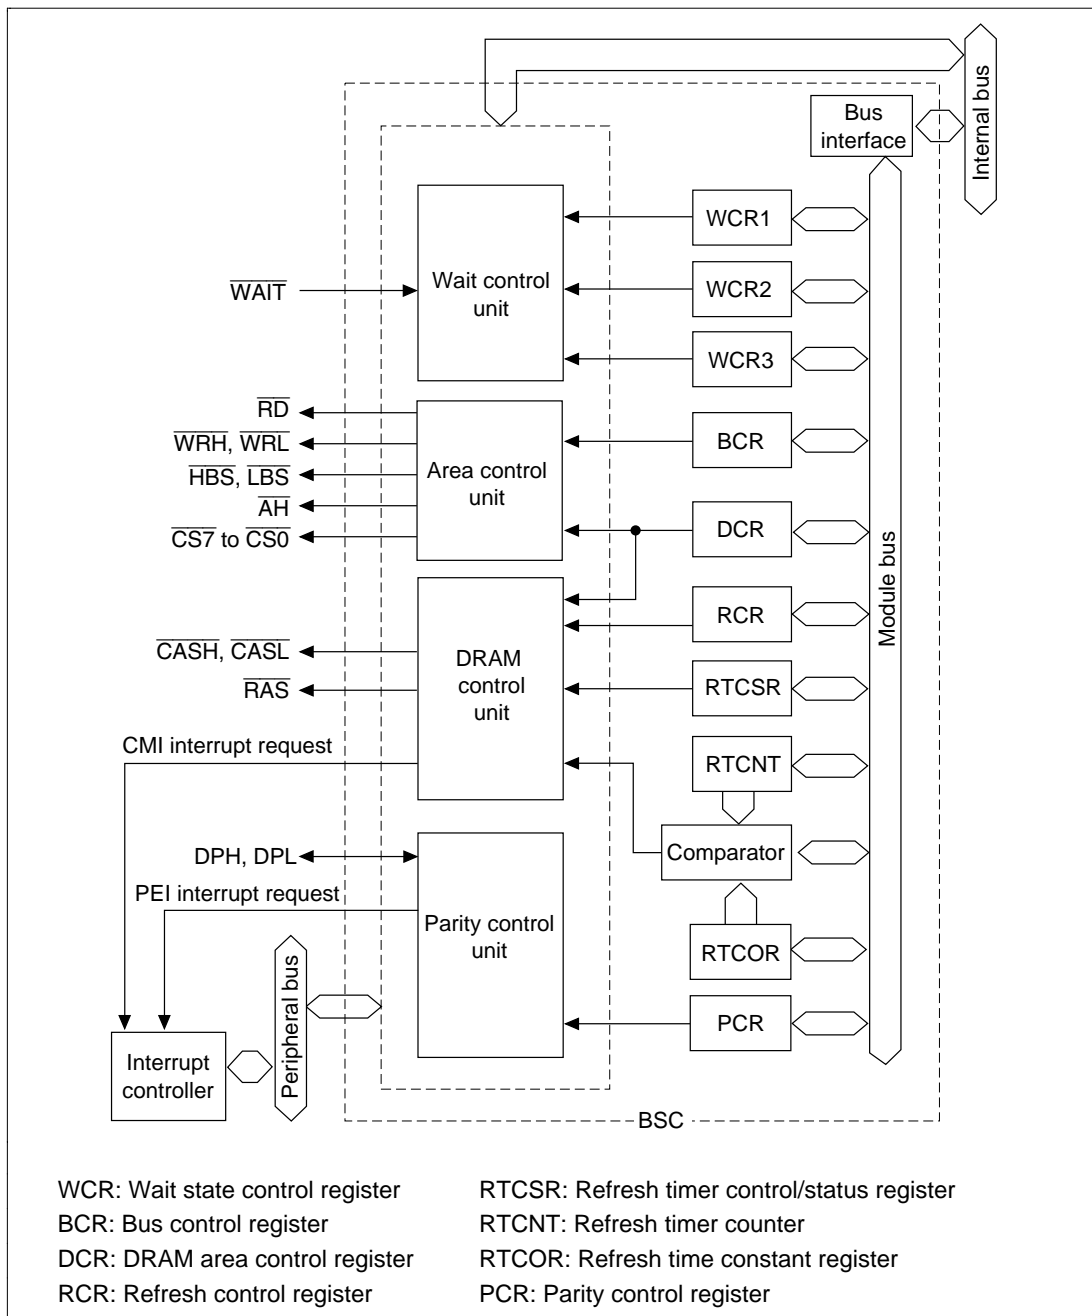 Internal bus
Bus
interface
WCR1
Wait control
unit
WAIT
WCR2
WCR3
RD
WRH, WRL
HBS, LBS
AH
CS7 to CS0
Area control
unit
BCR
DCR
Module bus
RCR
CASH, CASL
RAS
DRAM
control
unit
RTCSR
CMI interrupt request
RTCNT
Comparator
DPH, DPL
PEI interrupt request
Parity control
unit
RTCOR
PCR
Peripheral bus
Interrupt
controller
BSC
WCR: Wait state control register
BCR: Bus control register
DCR: DRAM area control register
RCR: Refresh control register
RTCSR: Refresh timer control/status register
RTCNT: Refresh timer counter
RTCOR: Refresh time constant register
PCR: Parity control register